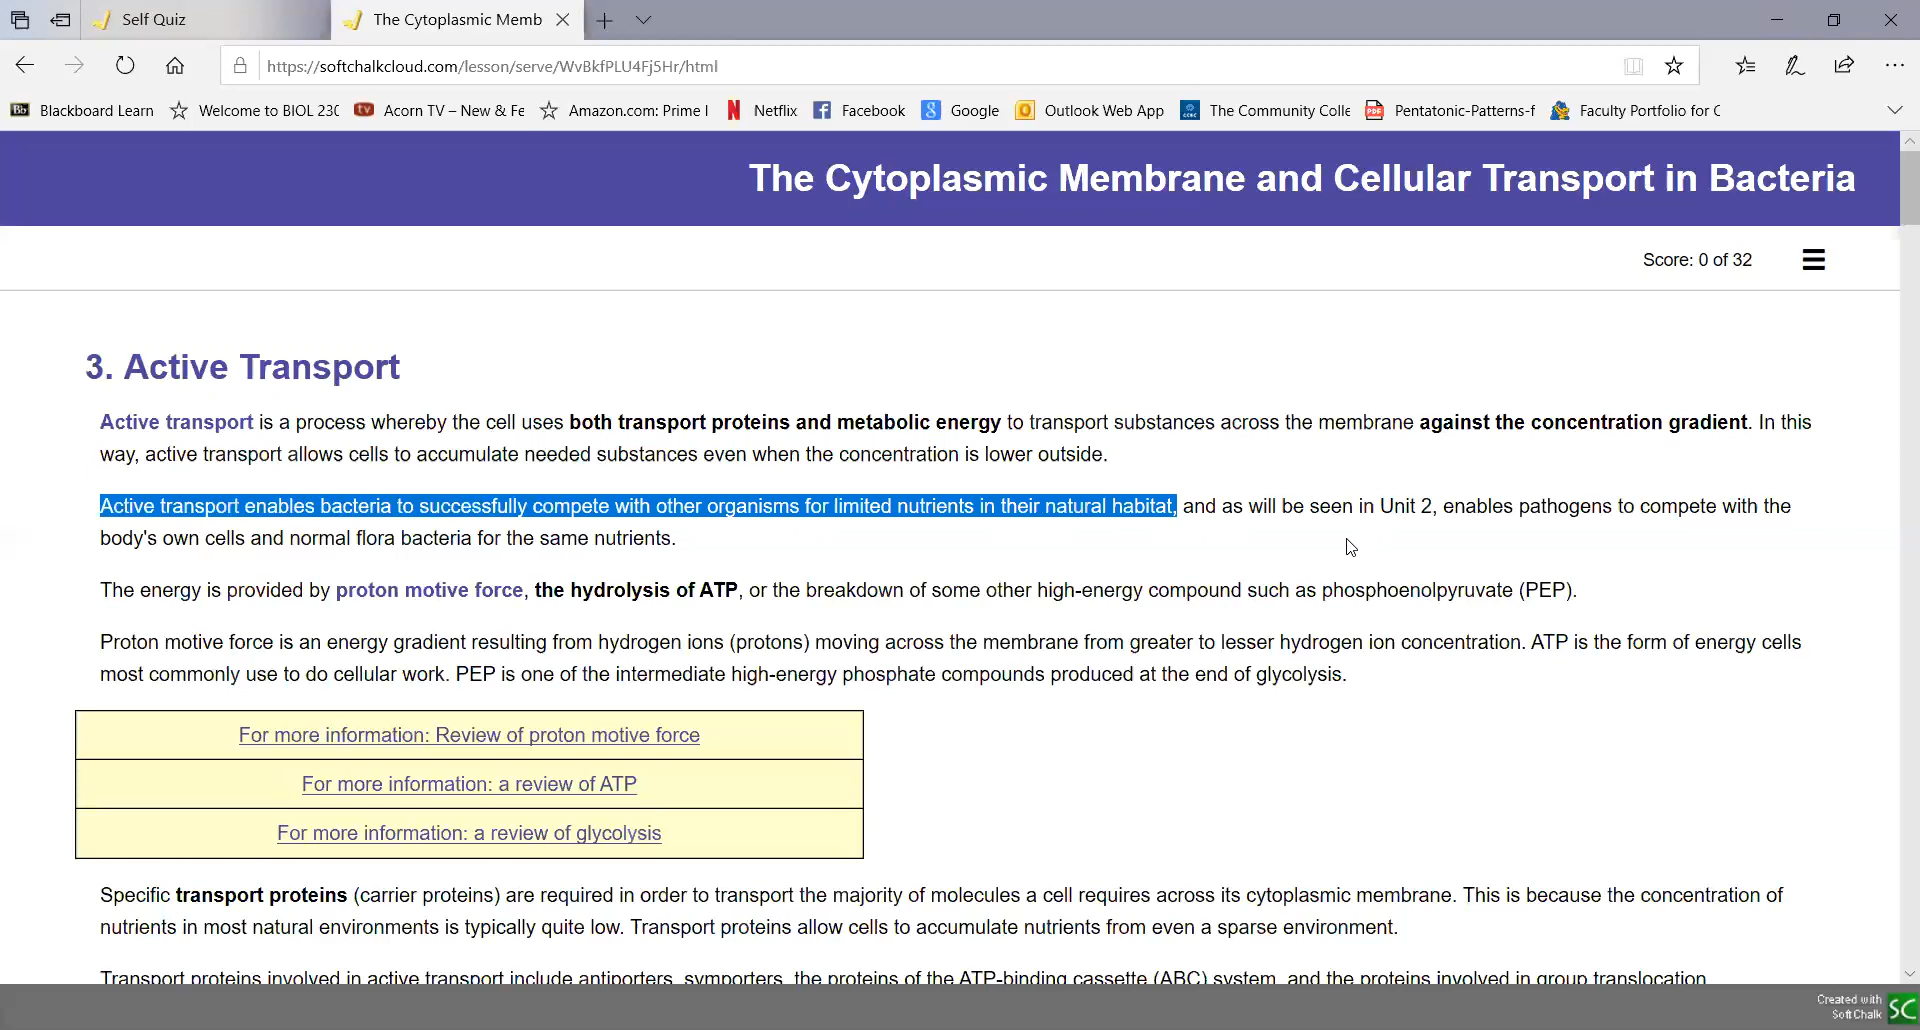 Self Quiz
The Cytoplasmic Memb
https://softchalkcloud.com/lesson/serve/WvBkfPLU4Fj5Hr/html
Bb Blackboard Learn Welcome to BIOL 230 tv Acorn TV – New & Fe Amazon.com: Prime I N Netflix f Facebook 8 Google Outlook Web App CCBC The Community Colle PDF Pentatonic-Patterns-f Faculty Portfolio for C
The Cytoplasmic Membrane and Cellular Transport in Bacteria
Score: 0 of 32
3. Active Transport
Active transport is a process whereby the cell uses both transport proteins and metabolic energy to transport substances across the membrane against the concentration gradient. In this
way, active transport allows cells to accumulate needed substances even when the concentration is lower outside.
Active transport enables bacteria to successfully compete with other organisms for limited nutrients in their natural habitat, and as will be seen in Unit 2, enables pathogens to compete with the
body's own cells and normal flora bacteria for the same nutrients.
The energy is provided by proton motive force, the hydrolysis of ATP, or the breakdown of some other high-energy compound such as phosphoenolpyruvate (PEP).
Proton motive force is an energy gradient resulting from hydrogen ions (protons) moving across the membrane from greater to lesser hydrogen ion concentration. ATP is the form of energy cells
most commonly use to do cellular work. PEP is one of the intermediate high-energy phosphate compounds produced at the end of glycolysis.
For more information: Review of proton motive force
For more information: a review of ATP
For more information: a review of glycolysis
Specific transport proteins (carrier proteins) are required in order to transport the majority of molecules a cell requires across its cytoplasmic membrane. This is because the concentration of
nutrients in most natural environments is typically quite low. Transport proteins allow cells to accumulate nutrients from even a sparse environment.
Transport proteins involved in active transport include antiporters, symporters, the proteins of the ATP-binding cassette (ABC) system, and the proteins involved in group translocation
Created with
SoftChalk
SC